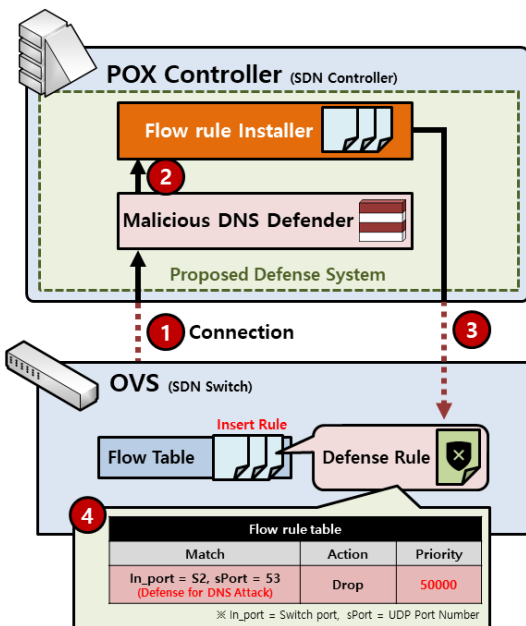 POX Controller (SDN Controller)
Flow rule Installer
2
Malicious DNS Defender
Proposed Defense System
1 Connection
3
OVS (SDN Switch)
Insert Rule
Flow Table
Defense Rule
4
Flow rule table
Match Action Priority
In_port = S2, sPort = 53
(Defense for DNS Attack)
Drop
50000
※ In_port = Switch port, sPort = UDP Port Number